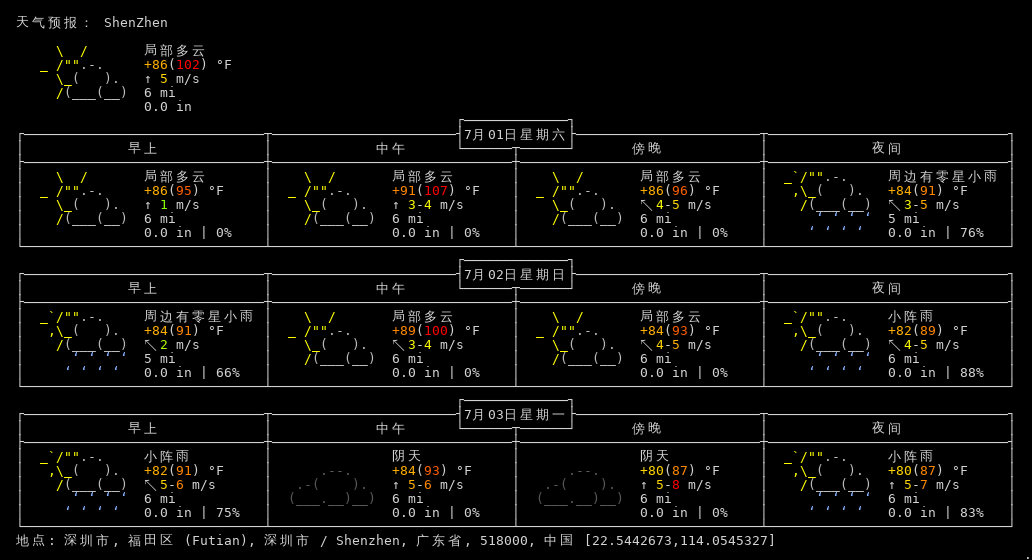 天气预报： ShenZhen
局部多云
+86(102) °F
↑ 5 m/s
6 mi
0.0 in
7月01日星期六
早上 中午 傍晚 夜间
局部多云 局部多云 局部多云 周边有零星小雨
+86(95) °F +91(107) °F +86(96) °F +84(91) °F
↑ 1 m/s ↑ 3-4 m/s ↖ 4-5 m/s ↖ 3-5 m/s
6 mi 6 mi 6 mi 5 mi
0.0 in | 0% 0.0 in | 0% 0.0 in | 0% 0.0 in | 76%
7月02日星期日
早上 中午 傍晚 夜间
周边有零星小雨 局部多云 局部多云 小阵雨
+84(91) °F +89(100) °F +84(93) °F +82(89) °F
↖ 2 m/s ↖ 3-4 m/s ↖ 4-5 m/s ↖ 4-5 m/s
5 mi 6 mi 6 mi 6 mi
0.0 in | 66% 0.0 in | 0% 0.0 in | 0% 0.0 in | 88%
7月03日星期一
早上 中午 傍晚 夜间
小阵雨 阴天 阴天 小阵雨
+82(91) °F +84(93) °F +80(87) °F +80(87) °F
↖ 5-6 m/s ↑ 5-6 m/s ↑ 5-8 m/s ↑ 5-7 m/s
6 mi 6 mi 6 mi 6 mi
0.0 in | 75% 0.0 in | 0% 0.0 in | 0% 0.0 in | 83%
地点: 深圳市, 福田区 (Futian), 深圳市 / Shenzhen, 广东省, 518000, 中国 [22.5442673,114.0545327]